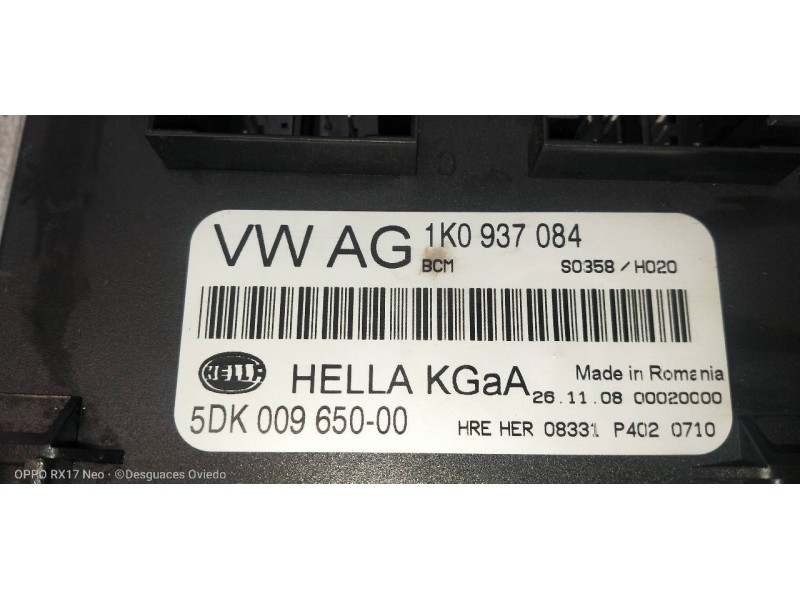 VW AG 1K0 937 084
BCM S0358 / H020
HELLA HELLA KGaA Made in Romania
26.11.08 00020000
5DK 009 650-00 HRE HER 08331 P402 0710
OPPO RX17 Neo · ©Desguaces Oviedo